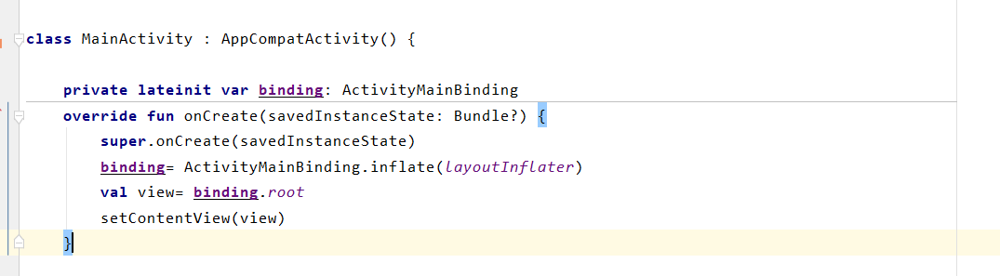 class MainActivity : AppCompatActivity() {
private lateinit var binding: ActivityMainBinding
override fun onCreate(savedInstanceState: Bundle?) {
super.onCreate(savedInstanceState)
binding= ActivityMainBinding.inflate(layoutInflater)
val view= binding.root
setContentView(view)
}